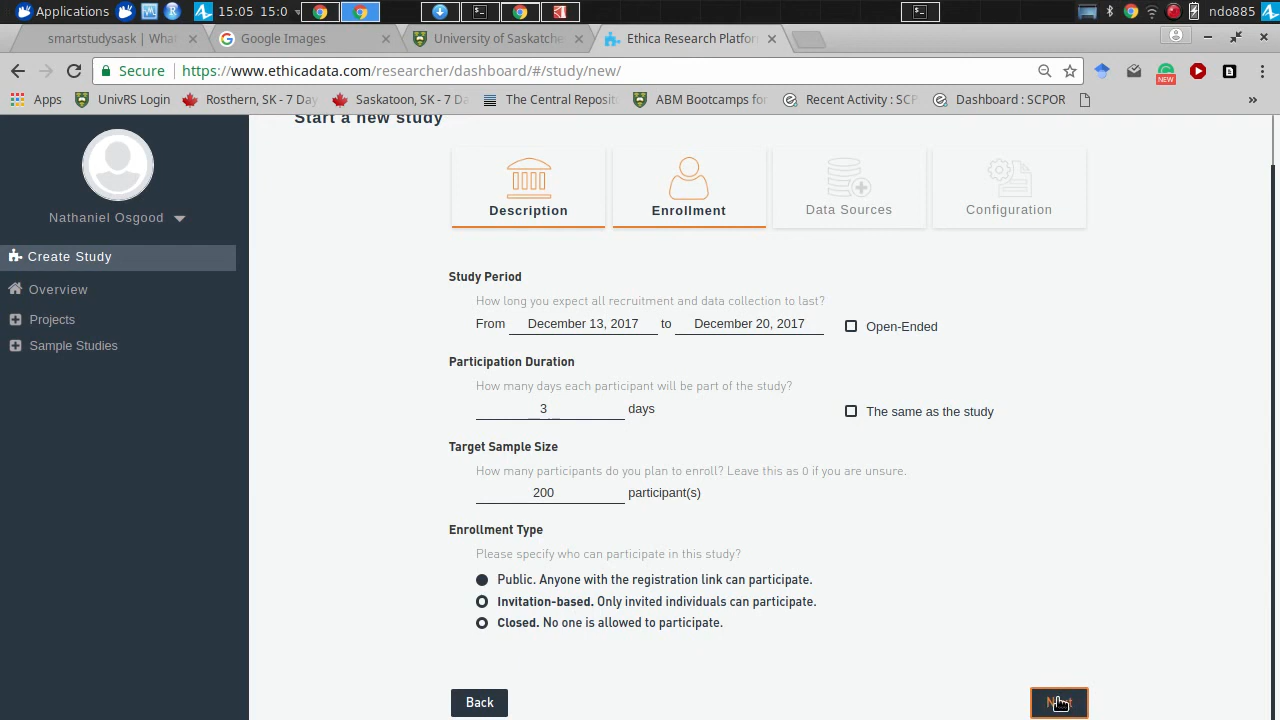 Applications 15:05 15:0 ndo885
smartstudysask | Wha
Google Images
University of Saskatche
Ethica Research Platfor
Secure https://www.ethicadata.com/researcher/dashboard/#/study/new/
NEW
Apps UnivRS Login Rosthern, SK - 7 Day Saskatoon, SK - 7 Da The Central Reposit ABM Bootcamps fo Recent Activity : SCP Dashboard : SCPOR »
Start a new study
Nathaniel Osgood
Create Study
Overview
Projects
Sample Studies
Description
Enrollment
Data Sources
Configuration
Study Period
How long you expect all recruitment and data collection to last?
From December 13, 2017 to December 20, 2017 Open-Ended
Participation Duration
How many days each participant will be part of the study?
3 days The same as the study
Target Sample Size
How many participants do you plan to enroll? Leave this as 0 if you are unsure.
200 participant(s)
Enrollment Type
Please specify who can participate in this study?
Public. Anyone with the registration link can participate.
Invitation-based. Only invited individuals can participate.
Closed. No one is allowed to participate.
Back
Next